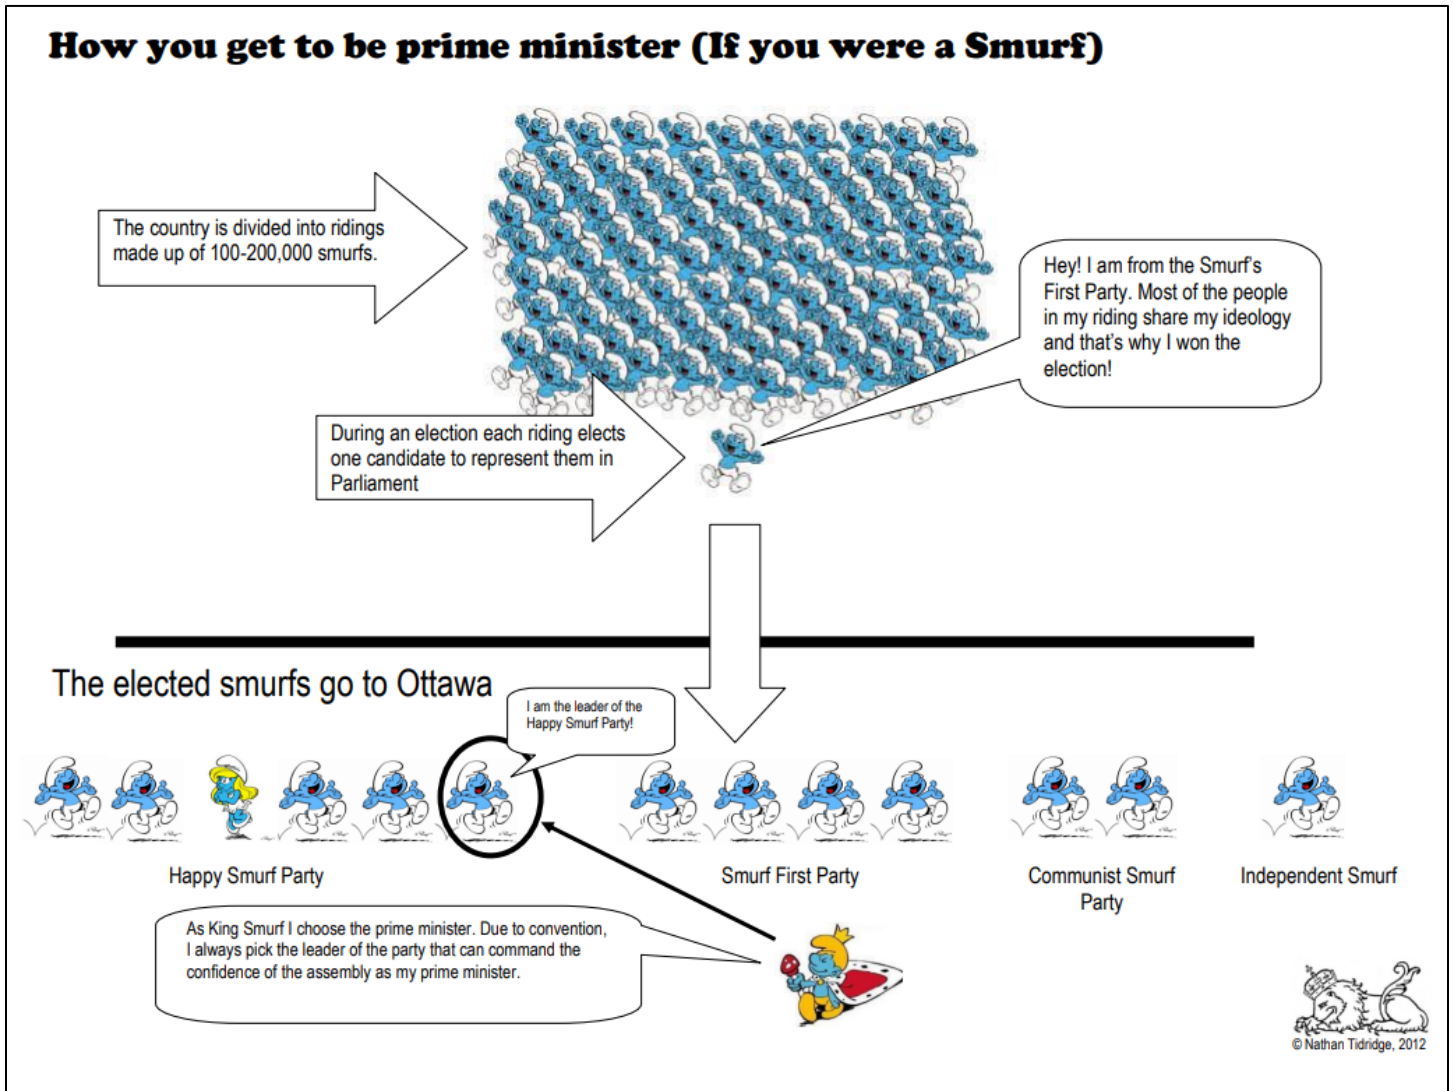 How you get to be prime minister (If you were a Smurf)
The country is divided into ridings
made up of 100-200,000 smurfs.
Hey! I am from the Smurf's
First Party. Most of the people
in my riding share my ideology
and that's why I won the
election!
During an election each riding elects
one candidate to represent them in
Parliament
The elected smurfs go to Ottawa
I am the leader of the
Happy Smurf Party!
Happy Smurf Party
Smurf First Party
Communist Smurf
Party
Independent Smurf
As King Smurf I choose the prime minister. Due to convention,
I always pick the leader of the party that can command the
confidence of the assembly as my prime minister.
© Nathan Tidridge, 2012